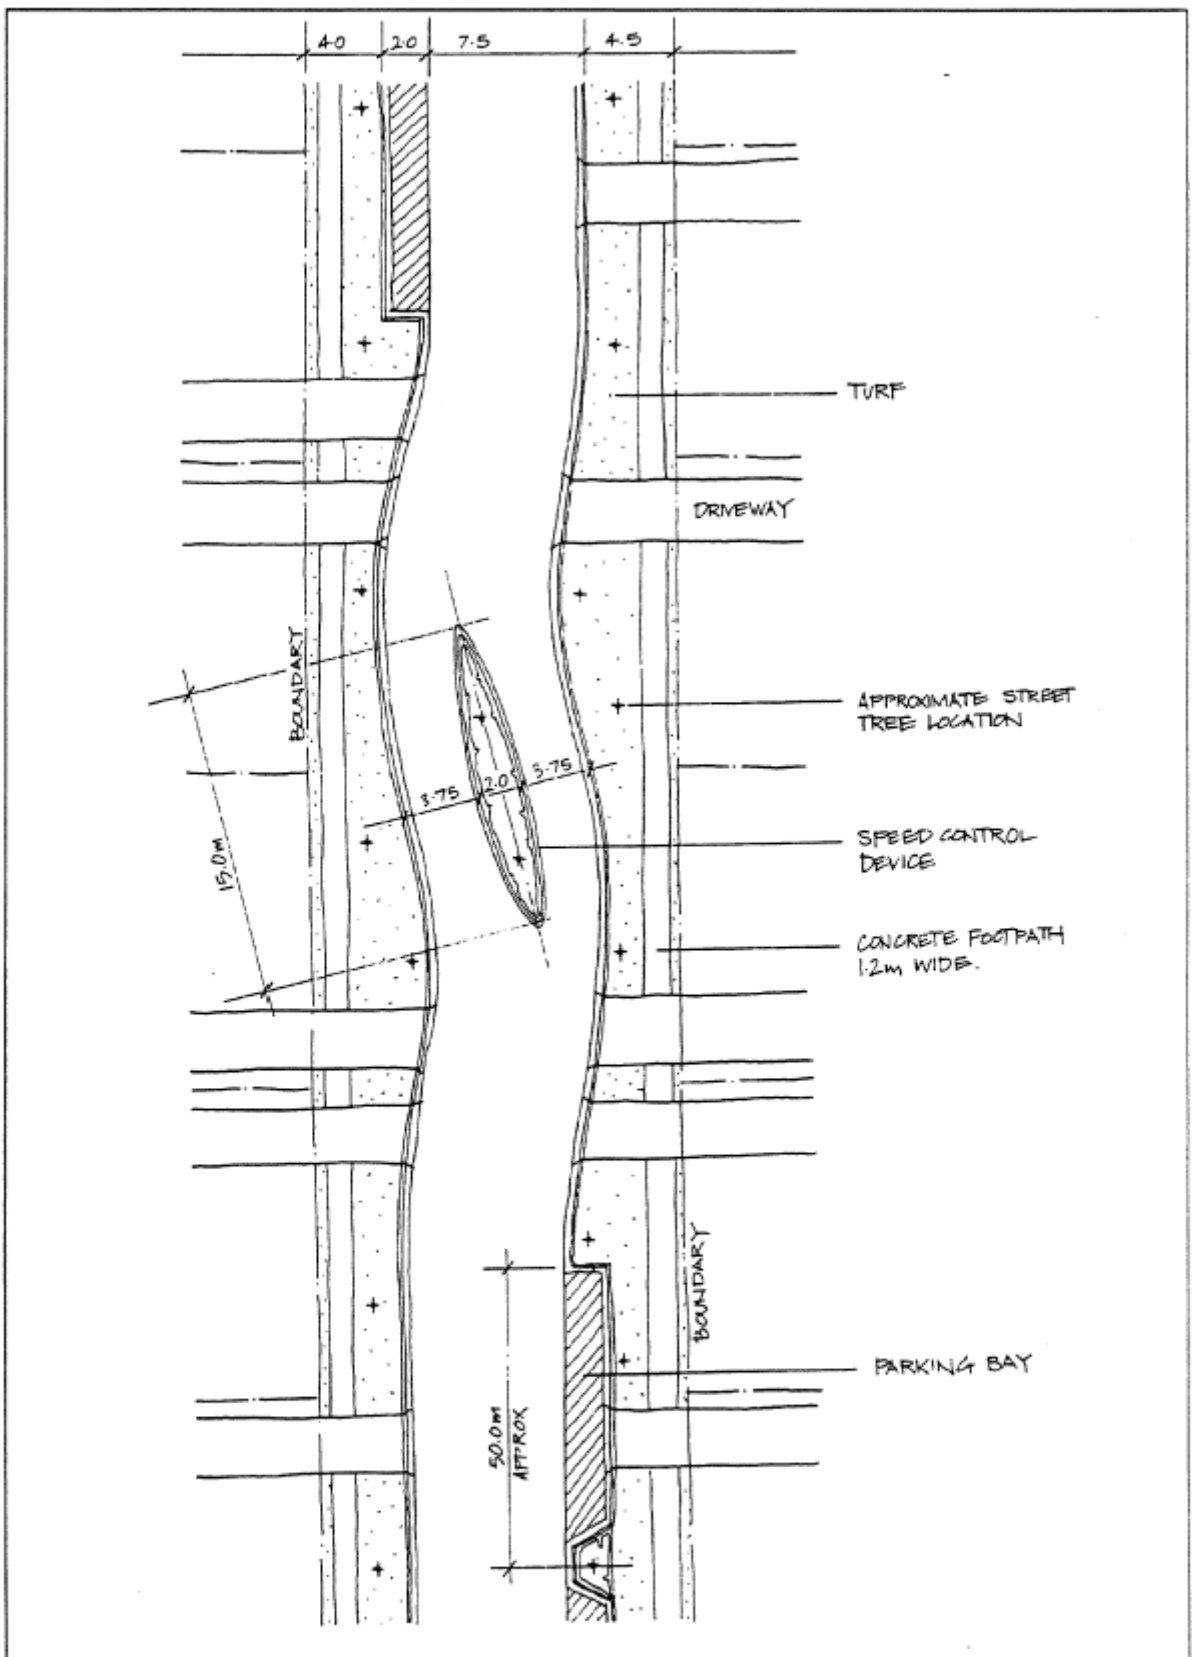 4.0 2.0 7.5 4.5
TURF
DRIVEWAY
BOUNDARY
APPROXIMATE STREET
TREE LOCATION
3.75 2.0 3.75
15.0m
SPEED CONTROL
DEVICE
CONCRETE FOOTPATH
1.2m WIDE.
BOUNDARY
PARKING BAY
50.0m
APPROX